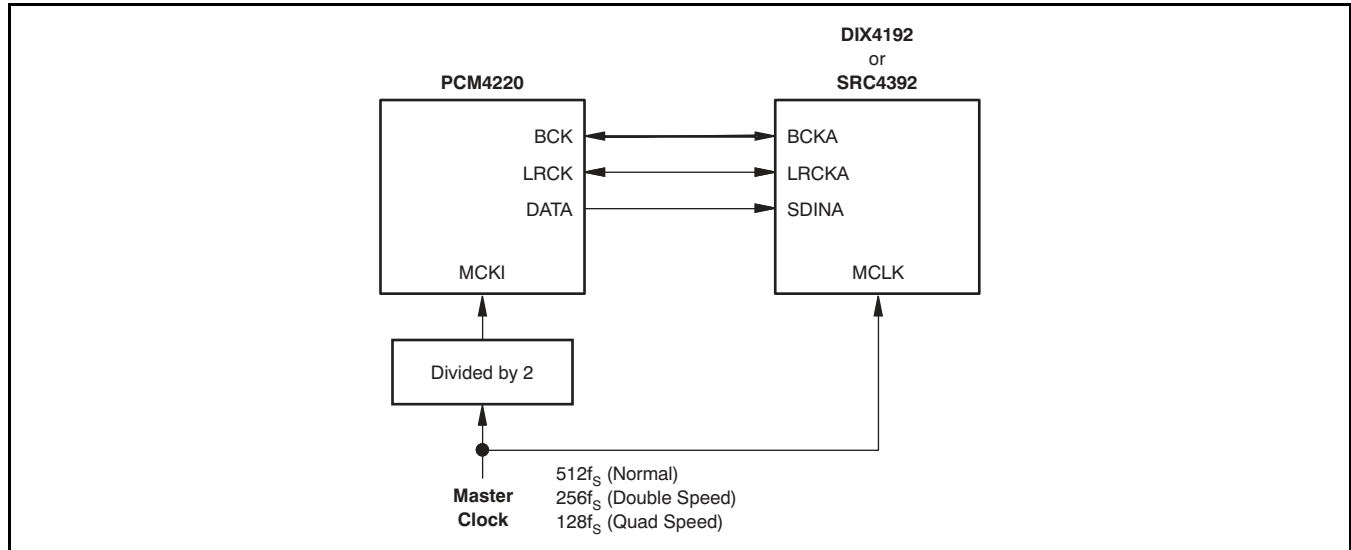 DIX4192
or
SRC4392
PCM4220
BCK
BCKA
LRCK
LRCKA
DATA
SDINA
MCKI
MCLK
Divided by 2
Master
Clock
512fS (Normal)
256fS (Double Speed)
128fS (Quad Speed)